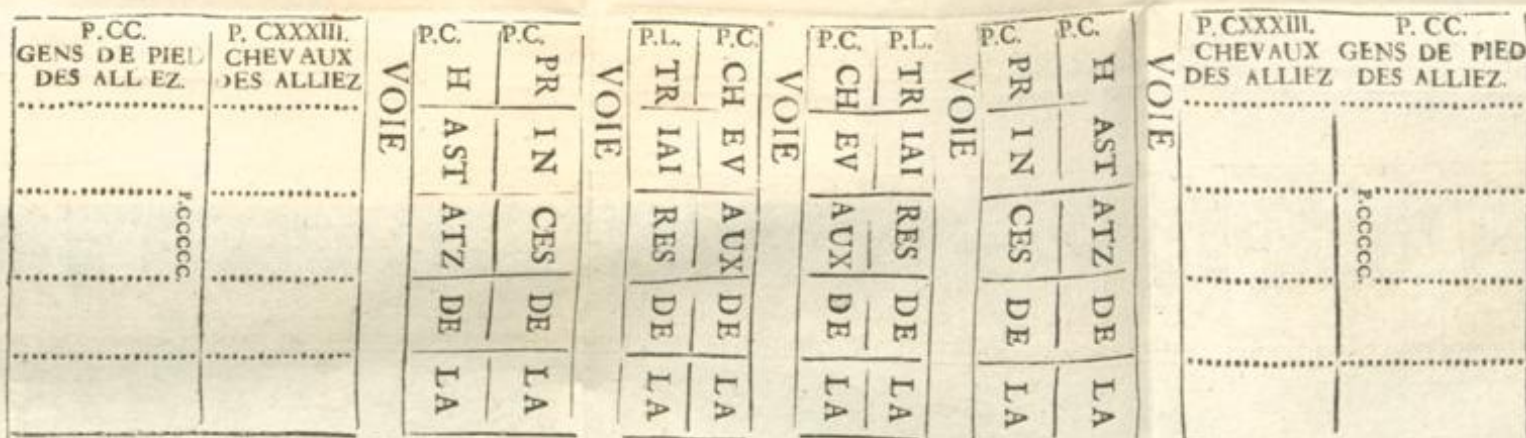 P.CC.
GENS DE PIED
DES ALL EZ.
P.CCCCC.
P. CXXXIII.
CHEVAUX
DES ALLIEZ
VOIE
P.C.
H AST ATZ DE LA
P.C.
PR IN CES DE LA
VOIE
P.L.
TR IAI RES DE LA
P.C.
CH EV AUX DE LA
VOIE
P.C.
CH EV AUX DE LA
P.L.
TR IAI RES DE LA
VOIE
P.C.
PR IN CES DE LA
P.C.
H AST ATZ DE LA
VOIE
P. CXXXIII.
CHEVAUX
DES ALLIEZ
P. CC.
GENS DE PIED
DES ALLIEZ.
P.CCCCC.